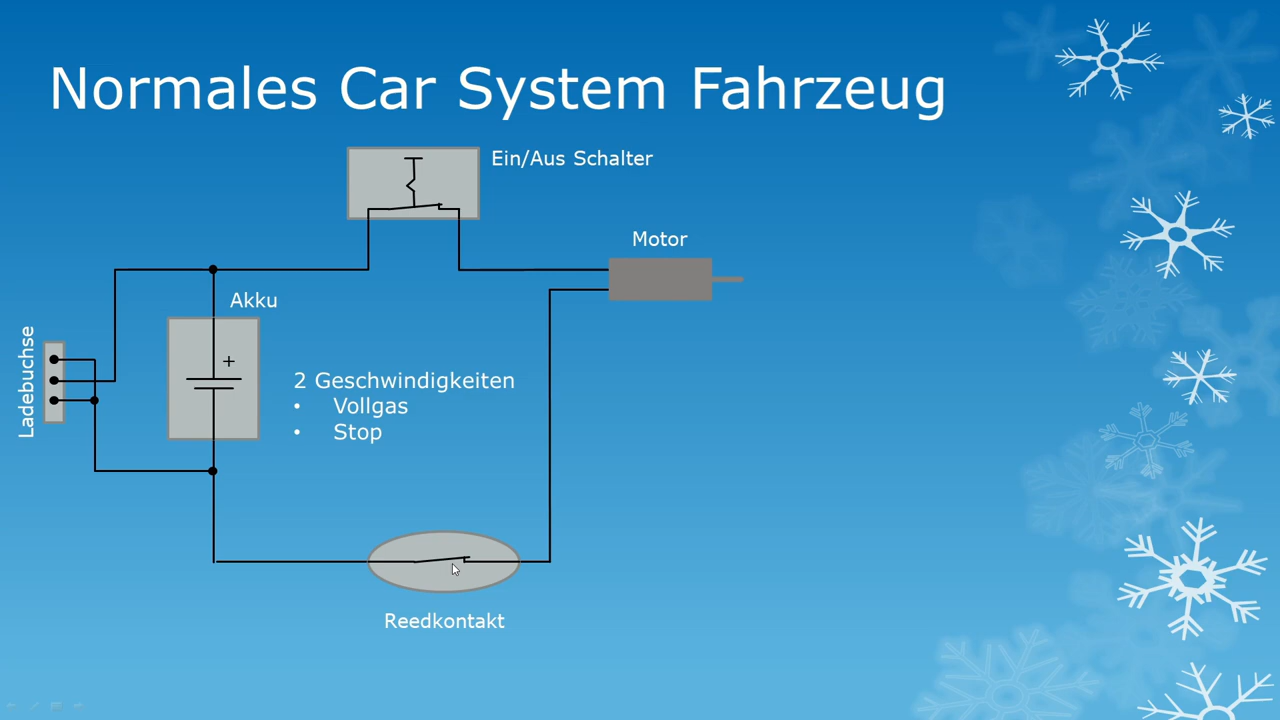 Normales Car System Fahrzeug
Ein/Aus Schalter
Motor
Akku
+
Ladebuchse
2 Geschwindigkeiten
• Vollgas
• Stop
Reedkontakt